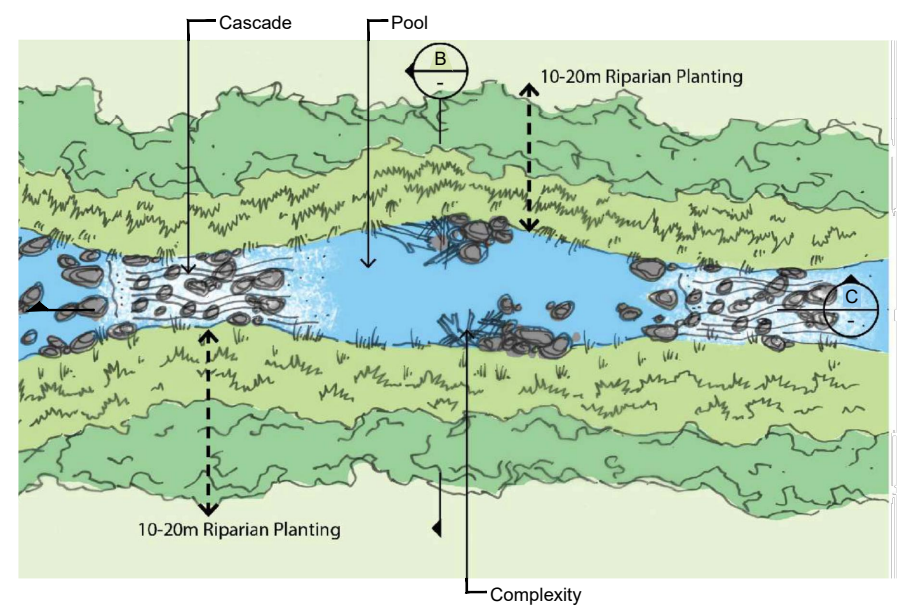 Cascade
Pool
B
-
10-20m Riparian Planting
C
10-20m Riparian Planting
Complexity